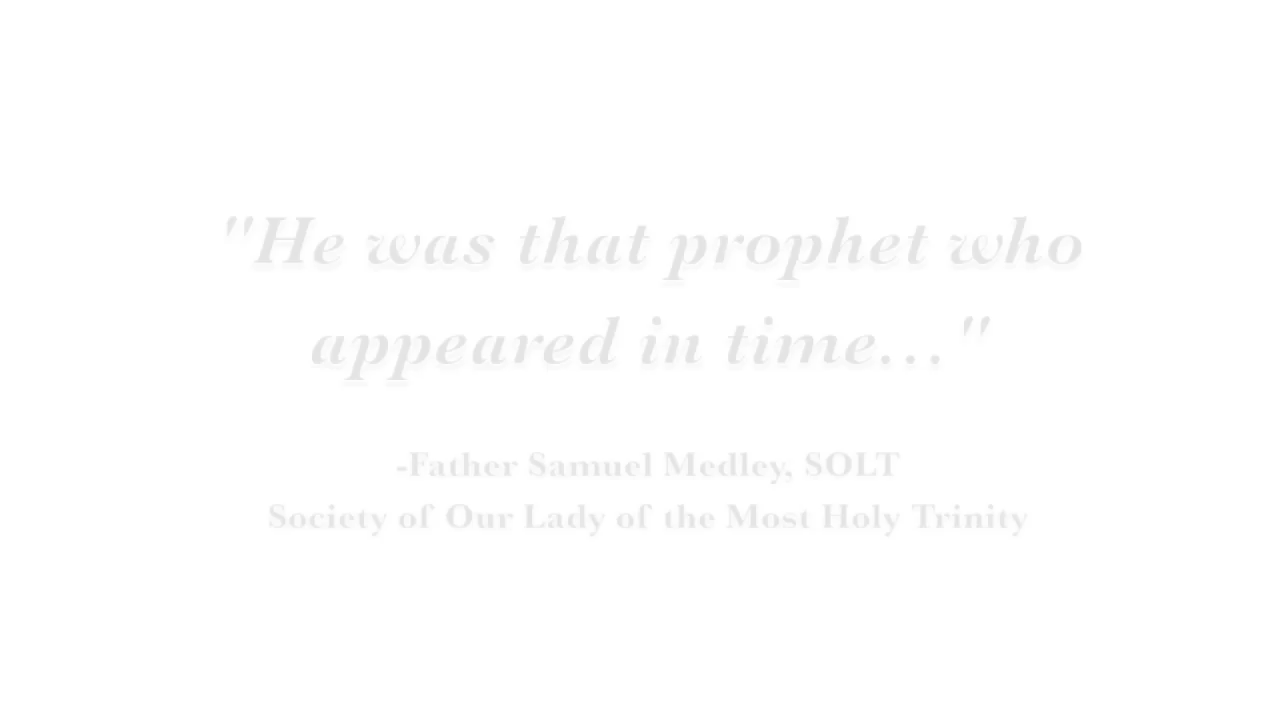 "He was that prophet who
appeared in time..."
-Father Samuel Medley, SOLT
Society of Our Lady of the Most Holy Trinity